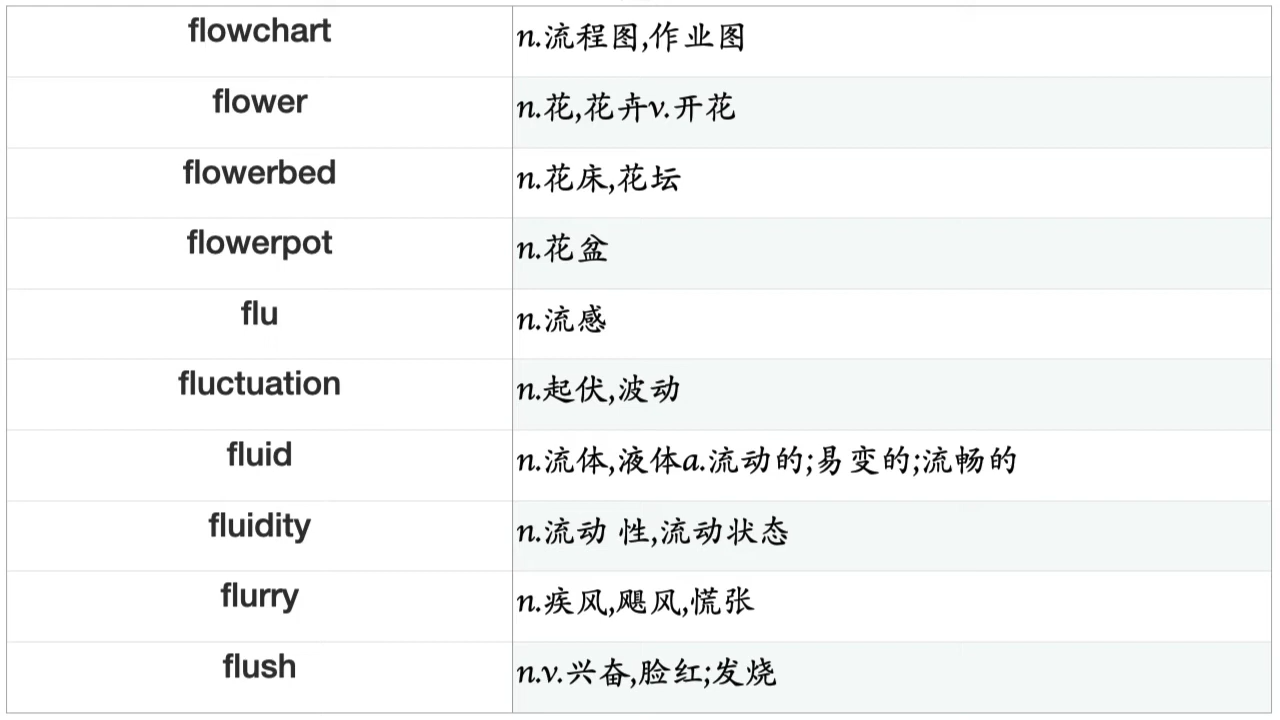 flowchart n.流程图,作业图
flower n.花,花卉v.开花
flowerbed n.花床,花坛
flowerpot n.花盆
flu n.流感
fluctuation n.起伏,波动
fluid n.流体,液体a.流动的;易变的;流畅的
fluidity n.流动 性,流动状态
flurry n.疾风,飓风,慌张
flush n.v.兴奋,脸红;发烧